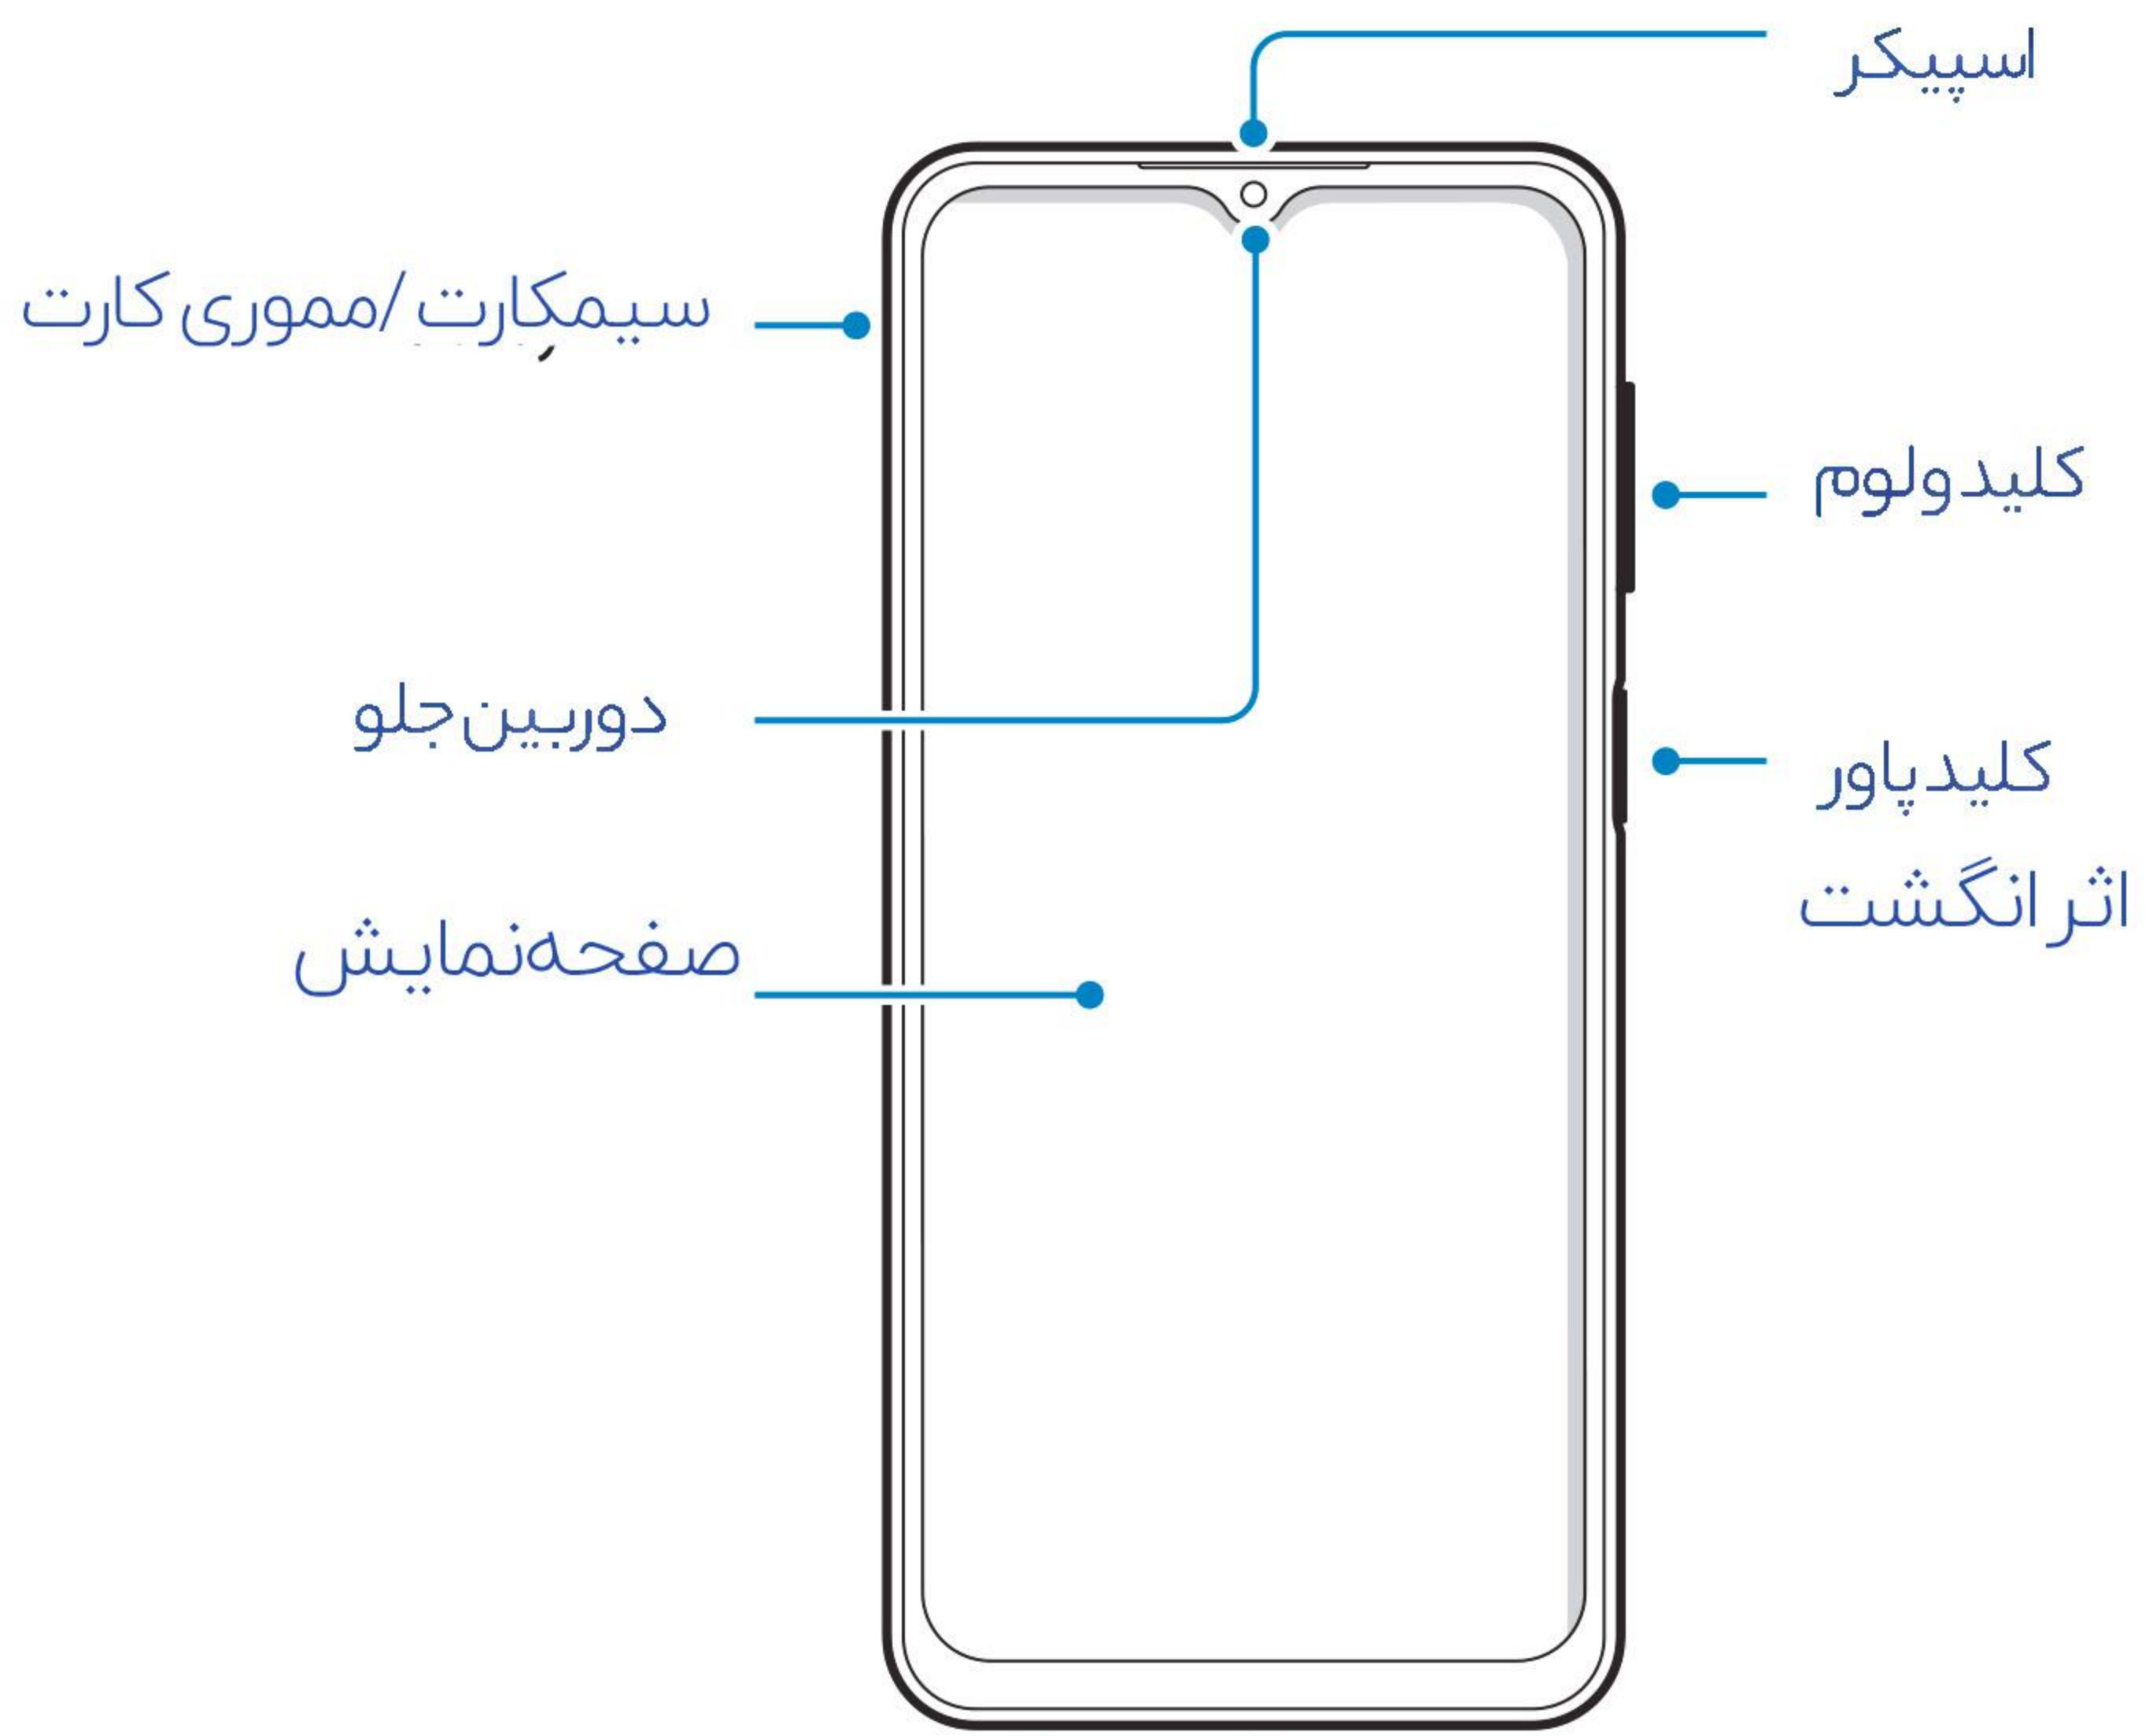 اسپیکر
سیمکارت /مموری کارت
کلید ولوم
دوربین جلو
کلید پاور
اثر انگشت
صفحه نمایش